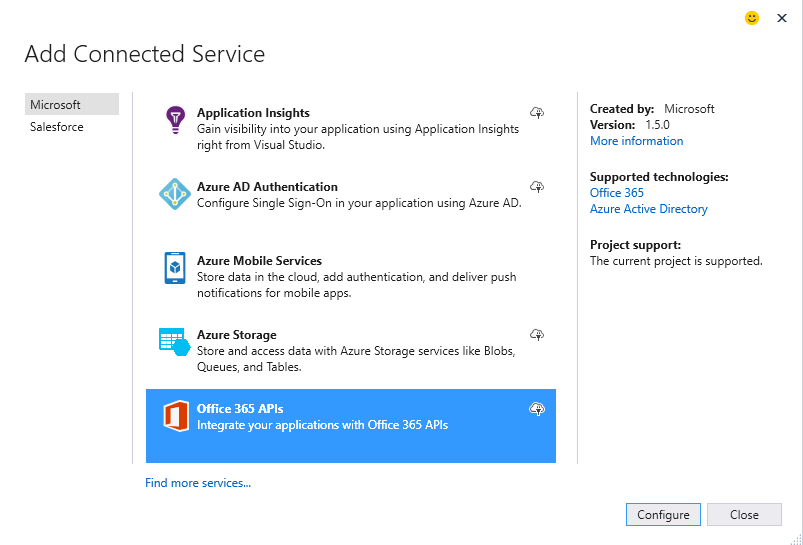 Add Connected Service
Microsoft
Salesforce
Application Insights
Gain visibility into your application using Application Insights
right from Visual Studio.
Azure AD Authentication
Configure Single Sign-On in your application using Azure AD.
Azure Mobile Services
Store data in the cloud, add authentication, and deliver push
notifications for mobile apps.
Azure Storage
Store and access data with Azure Storage services like Blobs,
Queues, and Tables.
Office 365 APIs
Integrate your applications with Office 365 APIs
Find more services...
Created by: Microsoft
Version: 1.5.0
More information
Supported technologies:
Office 365
Azure Active Directory
Project support:
The current project is supported.
Configure
Close